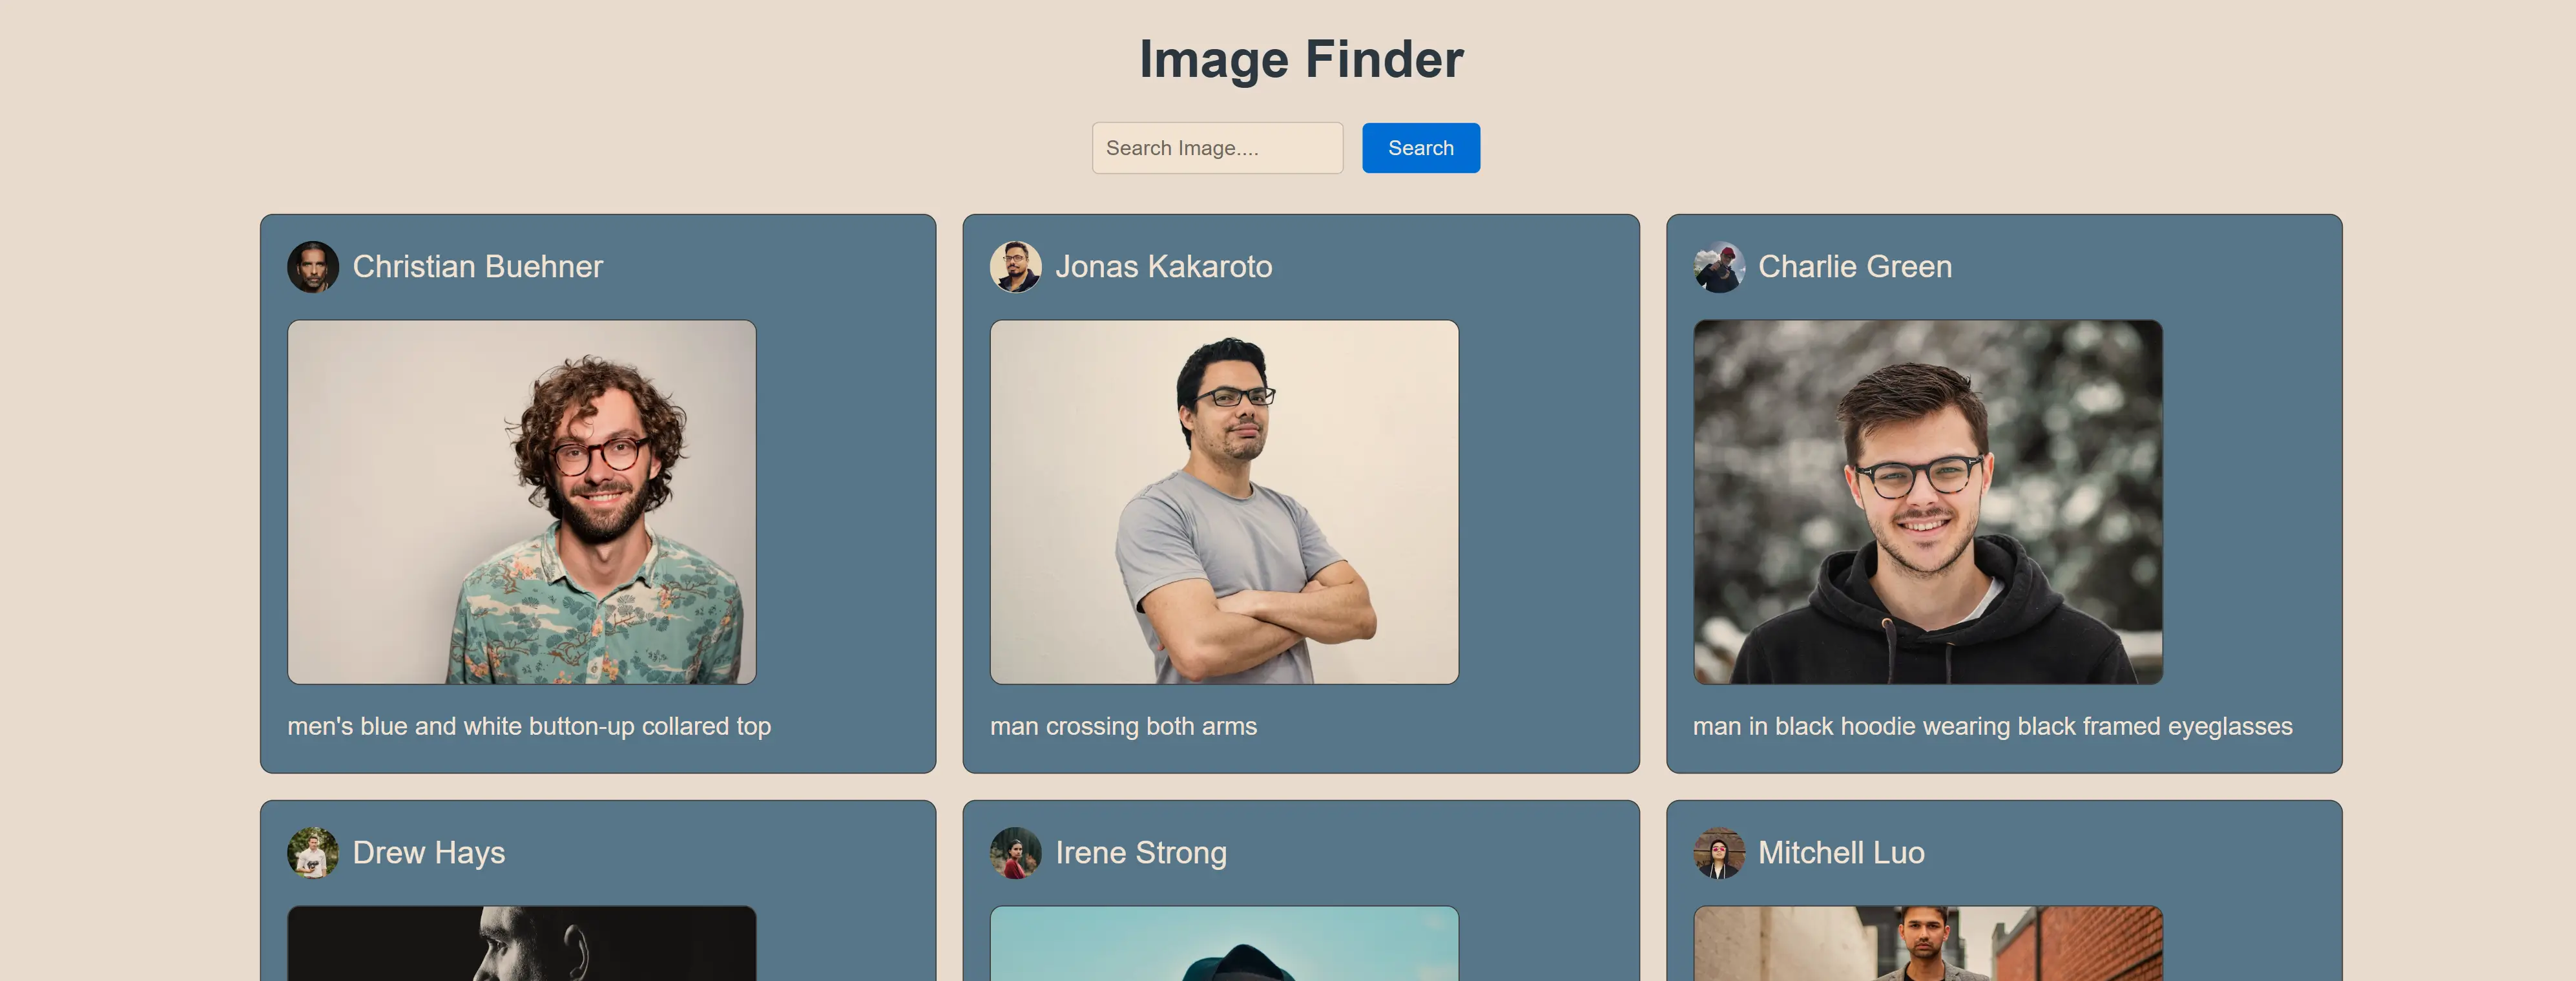 Image Finder
Search Image....
Search
Christian Buehner
Jonas Kakaroto
Charlie Green
men's blue and white button-up collared top
man crossing both arms
man in black hoodie wearing black framed eyeglasses
Drew Hays
Irene Strong
Mitchell Luo